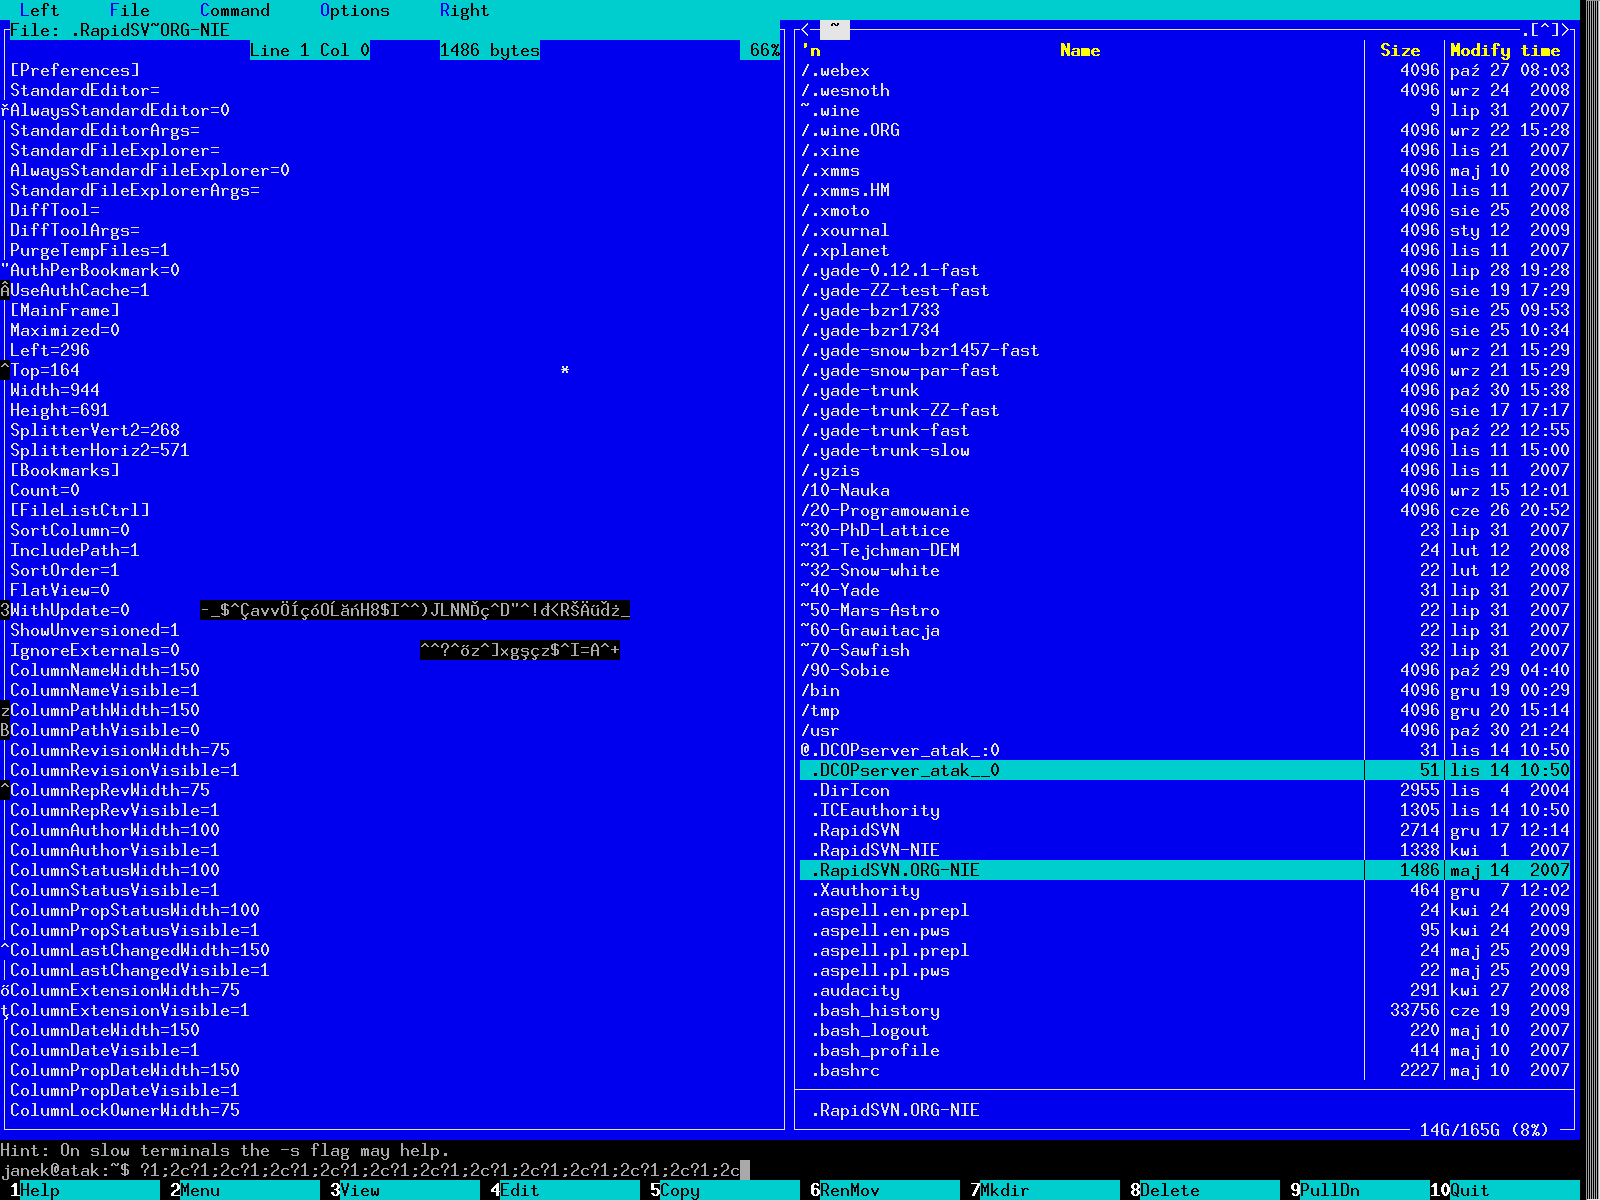 Left File Command Options Right
File: .RapidSV~ORG-NIE
Line 1 Col 0 1486 bytes 66%
[Preferences]
StandardEditor=
řAlwaysStandardEditor=0
StandardEditorArgs=
StandardFileExplorer=
AlwaysStandardFileExplorer=0
StandardFileExplorerArgs=
DiffTool=
DiffToolArgs=
PurgeTempFiles=1
"AuthPerBookmark=0
ÂUseAuthCache=1
[MainFrame]
Maximized=0
Left=296
^Top=164 *
Width=944
Height=691
SplitterVert2=268
SplitterHoriz2=571
[Bookmarks]
Count=0
[FileListCtrl]
SortColumn=0
IncludePath=1
SortOrder=1
FlatView=0
3WithUpdate=0 -_$^ÇavvÖÍçóOĹăńH8$I^^)JLNNĎç^D"^!đ<RŠÄúďż_
ShowUnversioned=1
IgnoreExternals=0 ^^?^őz^]xgşçz$^I=A^+
ColumnNameWidth=150
ColumnNameVisible=1
zColumnPathWidth=150
BColumnPathVisible=0
ColumnRevisionWidth=75
ColumnRevisionVisible=1
^ColumnRepRevWidth=75
ColumnRepRevVisible=1
ColumnAuthorWidth=100
ColumnAuthorVisible=1
ColumnStatusWidth=100
ColumnStatusVisible=1
ColumnPropStatusWidth=100
ColumnPropStatusVisible=1
^ColumnLastChangedWidth=150
ColumnLastChangedVisible=1
őColumnExtensionWidth=75
ţColumnExtensionVisible=1
ColumnDateWidth=150
ColumnDateVisible=1
ColumnPropDateWidth=150
ColumnPropDateVisible=1
ColumnLockOwnerWidth=75
<─ ~ .[^]>
'n Name Size Modify time
/.webex 4096 paź 27 08:03
/.wesnoth 4096 wrz 24 2008
~.wine 9 lip 31 2007
/.wine.ORG 4096 wrz 22 15:28
/.xine 4096 lis 21 2007
/.xmms 4096 maj 10 2008
/.xmms.HM 4096 lis 11 2007
/.xmoto 4096 sie 25 2008
/.xournal 4096 sty 12 2009
/.xplanet 4096 lis 11 2007
/.yade-0.12.1-fast 4096 lip 28 19:28
/.yade-ZZ-test-fast 4096 sie 19 17:29
/.yade-bzr1733 4096 sie 25 09:53
/.yade-bzr1734 4096 sie 25 10:34
/.yade-snow-bzr1457-fast 4096 wrz 21 15:29
/.yade-snow-par-fast 4096 wrz 21 15:29
/.yade-trunk 4096 paź 30 15:38
/.yade-trunk-ZZ-fast 4096 sie 17 17:17
/.yade-trunk-fast 4096 paź 22 12:55
/.yade-trunk-slow 4096 lis 11 15:00
/.yzis 4096 lis 11 2007
/10-Nauka 4096 wrz 15 12:01
/20-Programowanie 4096 cze 26 20:52
~30-PhD-Lattice 23 lip 31 2007
~31-Tejchman-DEM 24 lut 12 2008
~32-Snow-white 22 lut 12 2008
~40-Yade 31 lip 31 2007
~50-Mars-Astro 22 lip 31 2007
~60-Grawitacja 22 lip 31 2007
~70-Sawfish 32 lip 31 2007
/90-Sobie 4096 paź 29 04:40
/bin 4096 gru 19 00:29
/tmp 4096 gru 20 15:14
/usr 4096 paź 30 21:24
@.DCOPserver_atak_:0 31 lis 14 10:50
.DCOPserver_atak__0 51 lis 14 10:50
.DirIcon 2955 lis 4 2004
.ICEauthority 1305 lis 14 10:50
.RapidSVN 2714 gru 17 12:14
.RapidSVN-NIE 1338 kwi 1 2007
.RapidSVN.ORG-NIE 1486 maj 14 2007
.Xauthority 464 gru 7 12:02
.aspell.en.prepl 24 kwi 24 2009
.aspell.en.pws 95 kwi 24 2009
.aspell.pl.prepl 24 maj 25 2009
.aspell.pl.pws 22 maj 25 2009
.audacity 291 kwi 27 2008
.bash_history 33756 cze 19 2009
.bash_logout 220 maj 10 2007
.bash_profile 414 maj 10 2007
.bashrc 2227 maj 10 2007
.RapidSVN.ORG-NIE
14G/165G (8%)
Hint: On slow terminals the -s flag may help.
janek@atak:~$ ?1;2c?1;2c?1;2c?1;2c?1;2c?1;2c?1;2c?1;2c?1;2c?1;2c?1;2c?1;2c
1Help 2Menu 3View 4Edit 5Copy 6RenMov 7Mkdir 8Delete 9PullDn 10Quit